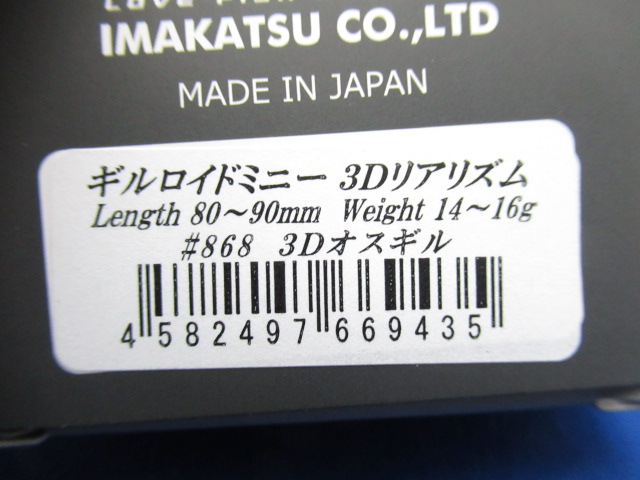 IMAKATSU CO.,LTD
MADE IN JAPAN
ギルロイドミニー 3Dリアリズム
Length 80～90mm Weight 14～16g
#868 3Dオスギル
4 582497 669435